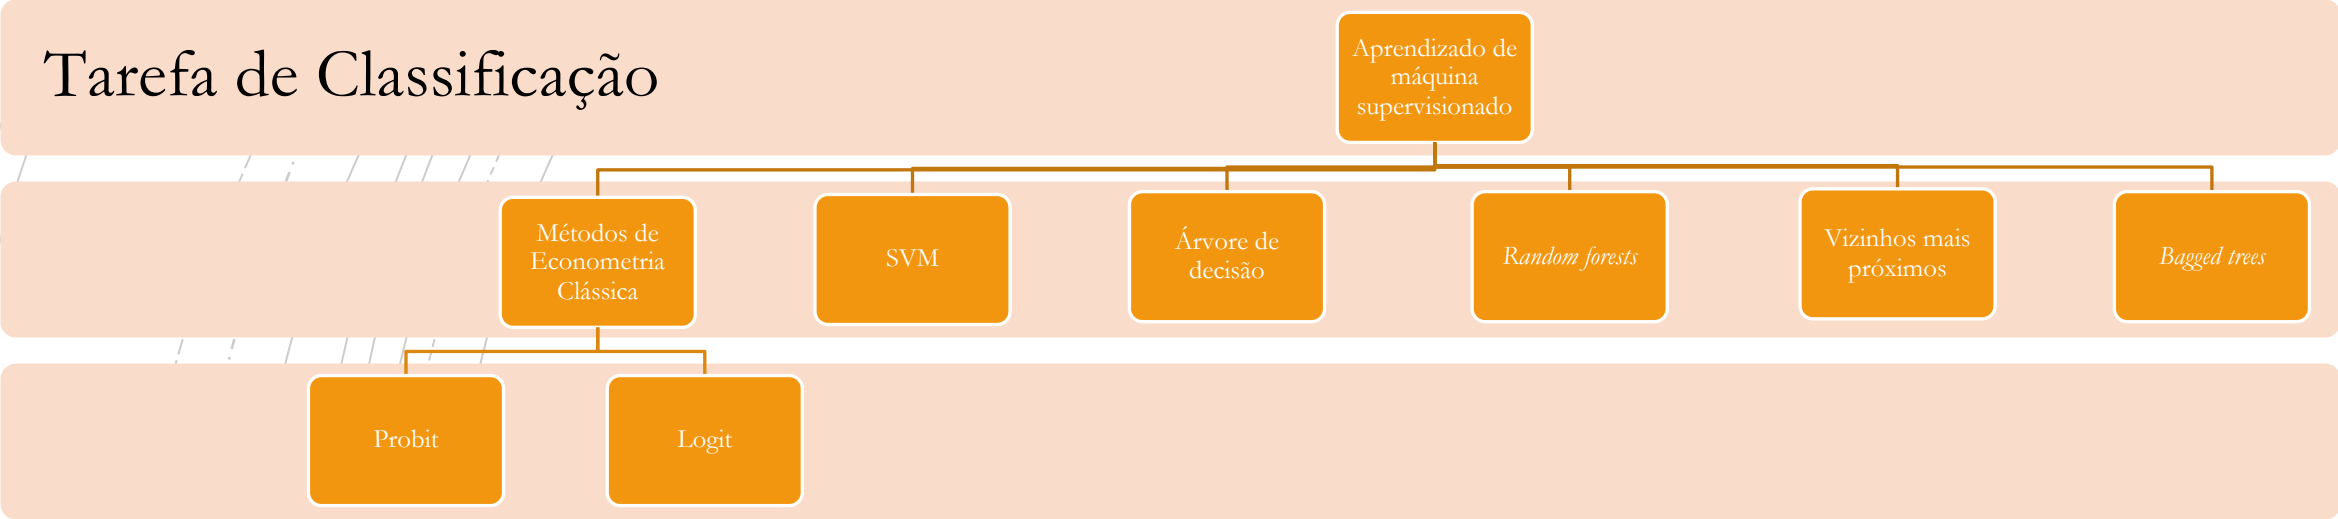 Tarefa de Classificação
Aprendizado de
máquina
supervisionado
Métodos de
Econometria
Clássica
SVM
Árvore de
decisão
Random forests
Vizinhos mais
próximos
Bagged trees
Probit
Logit